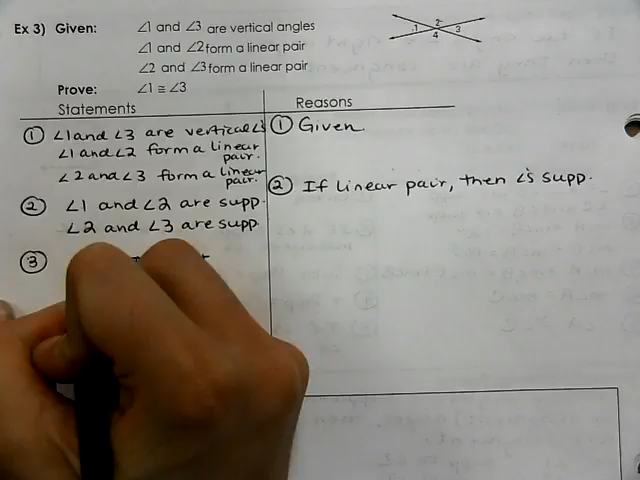 Ex 3) Given: ∠1 and ∠3 are vertical angles
∠1 and ∠2 form a linear pair
∠2 and ∠3 form a linear pair
Prove: ∠1 ≅ ∠3
1 2 3 4
Statements Reasons
① ∠1 and ∠3 are vertical ∠'s ① Given.
∠1 and ∠2 form a linear
pair.
∠2 and ∠3 form a linear
pair.
② ∠1 and ∠2 are supp. ② If linear pair, then ∠'s supp.
∠2 and ∠3 are supp
③